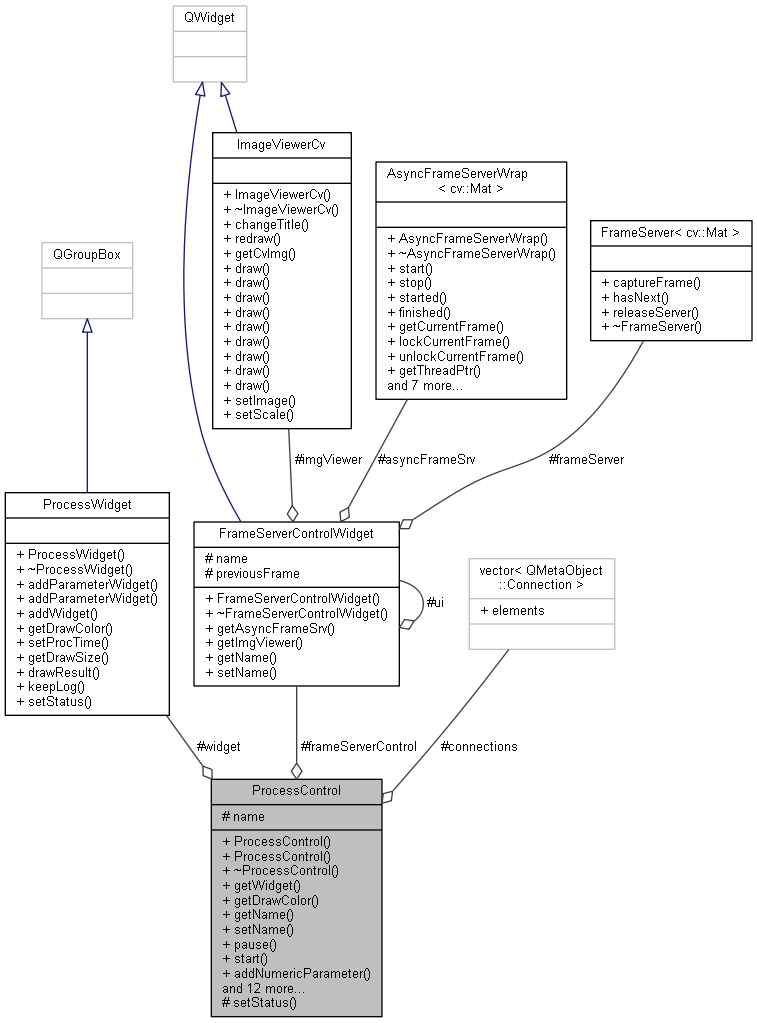 QWidget
ImageViewerCv
+ ImageViewerCv()
+ ~ImageViewerCv()
+ changeTitle()
+ redraw()
+ getCvImg()
+ draw()
+ draw()
+ draw()
+ draw()
+ draw()
+ draw()
+ draw()
+ draw()
+ draw()
+ setImage()
+ setScale()
AsyncFrameServerWrap
< cv::Mat >
+ AsyncFrameServerWrap()
+ ~AsyncFrameServerWrap()
+ start()
+ stop()
+ started()
+ finished()
+ getCurrentFrame()
+ lockCurrentFrame()
+ unlockCurrentFrame()
+ getThreadPtr()
and 7 more...
FrameServer< cv::Mat >
+ captureFrame()
+ hasNext()
+ releaseServer()
+ ~FrameServer()
QGroupBox
#imgViewer
#asyncFrameSrv
#frameServer
ProcessWidget
+ ProcessWidget()
+ ~ProcessWidget()
+ addParameterWidget()
+ addParameterWidget()
+ addWidget()
+ getDrawColor()
+ setProcTime()
+ getDrawSize()
+ drawResult()
+ keepLog()
+ setStatus()
FrameServerControlWidget
# name
# previousFrame
+ FrameServerControlWidget()
+ ~FrameServerControlWidget()
+ getAsyncFrameSrv()
+ getImgViewer()
+ getName()
+ setName()
#ui
vector< QMetaObject
::Connection >
+ elements
#widget
#frameServerControl
#connections
ProcessControl
# name
+ ProcessControl()
+ ProcessControl()
+ ~ProcessControl()
+ getWidget()
+ getDrawColor()
+ getName()
+ setName()
+ pause()
+ start()
+ addNumericParameter()
and 12 more...
# setStatus()